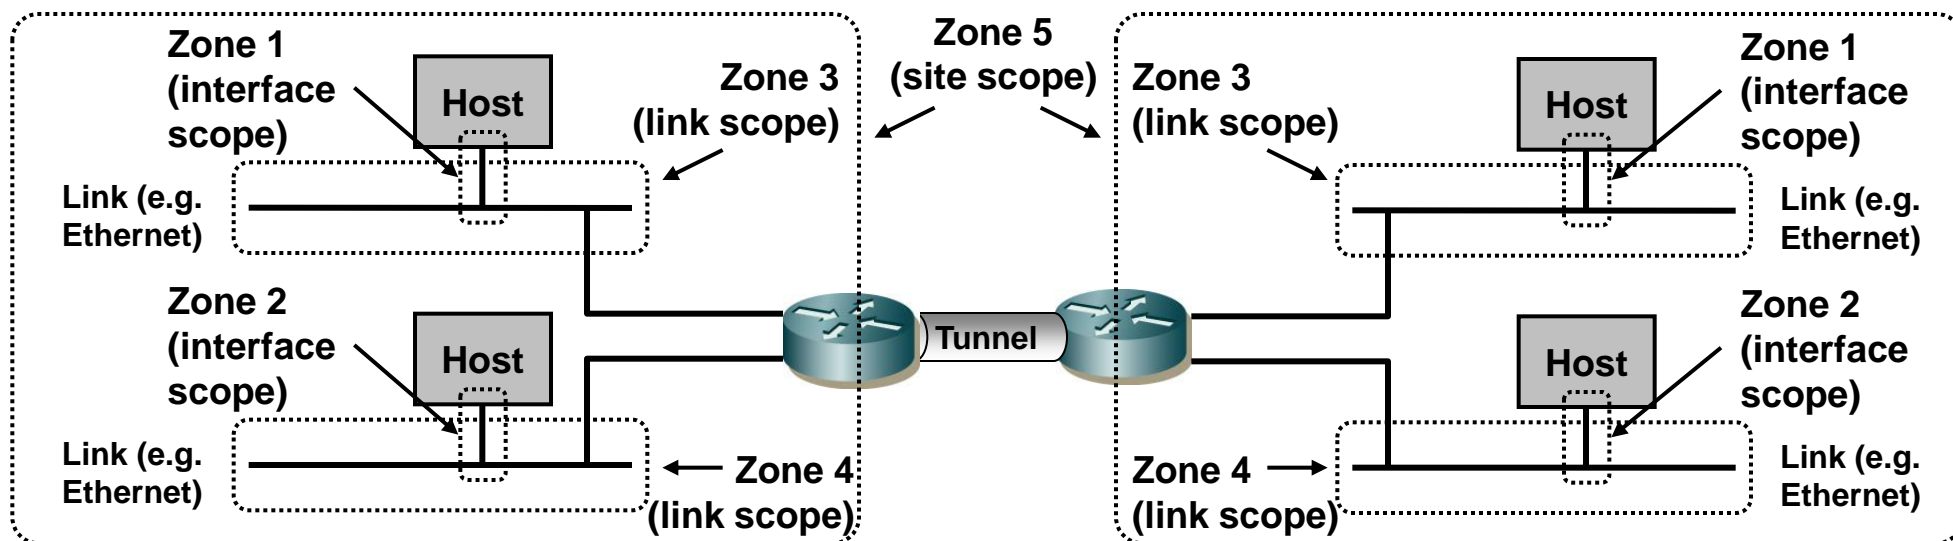 Zone 1
(interface
scope)
Host
Zone 3
(link scope)
Zone 5
(site scope)
Zone 3
(link scope)
Host
Zone 1
(interface
scope)
Link (e.g.
Ethernet)
Link (e.g.
Ethernet)
Zone 2
(interface
scope)
Host
Tunnel
Host
Zone 2
(interface
scope)
Link (e.g.
Ethernet)
Zone 4
(link scope)
Zone 4
(link scope)
Link (e.g.
Ethernet)